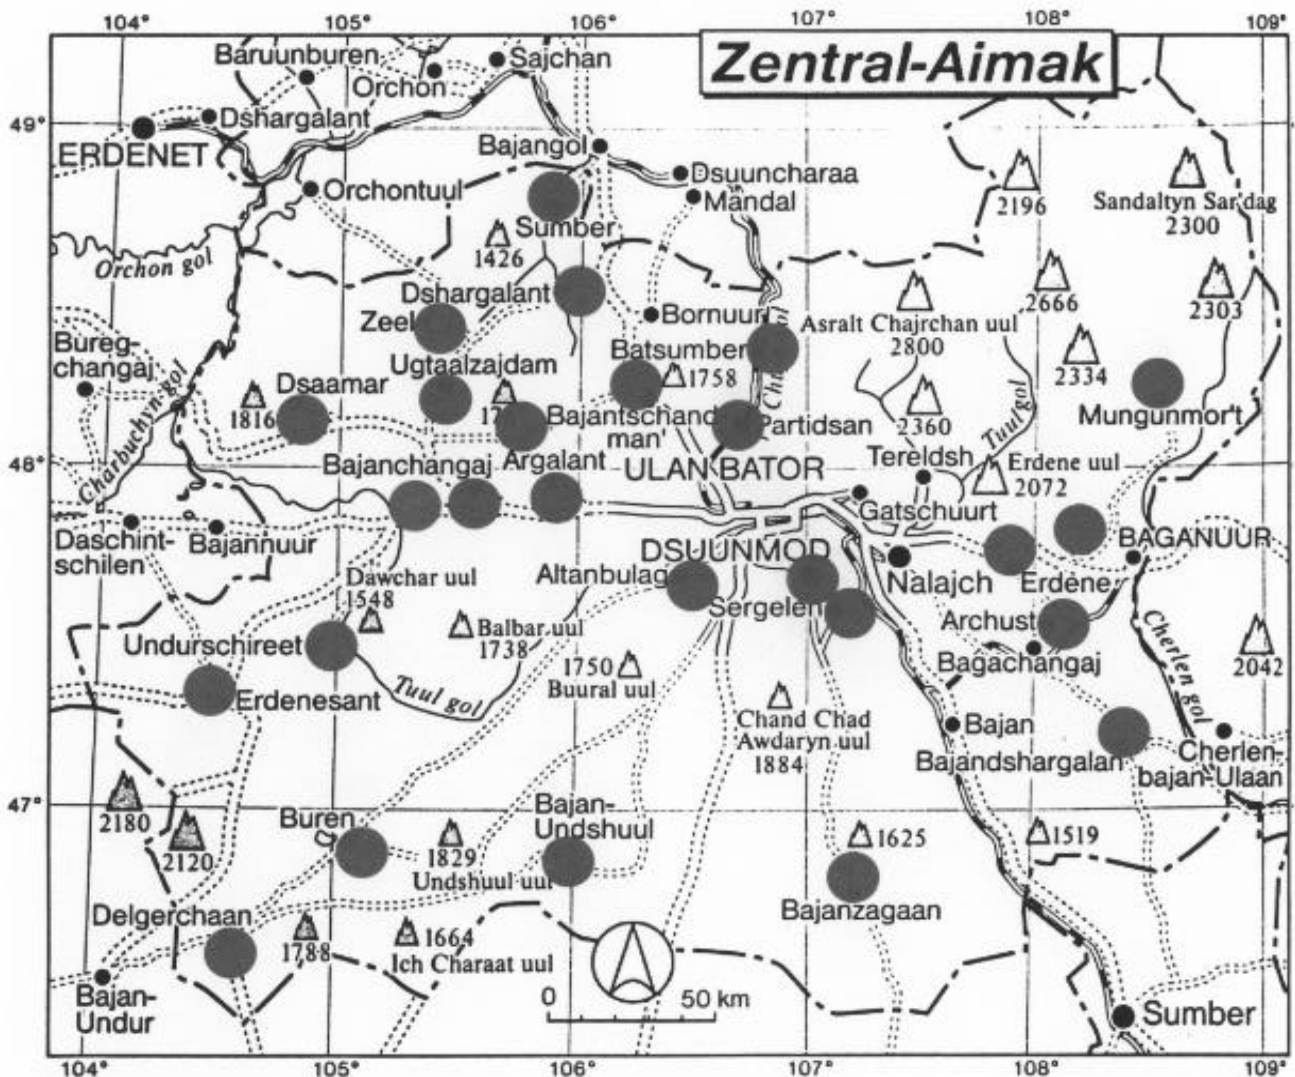 104°
105°
106°
107°
108°
109°
Zentral-Aimak
Baruunburen
Sajchan
Orchon
Dshargalant
49°
49°
ERDENET
Bajangol
Dsuuncharaa
Orchontuul
Mandal
2196
Sandaltyn Sar'dag
2300
Sumber
1426
Orchon gol
Dshargalant
2666
2303
Zeel
Bornuur
Asralt Chajrchan uul
2800
Bureg-
changaj
Ugtaalzajdam
Batsumber
1758
2334
Dsaamar
1816
Bajantschand
man'
Partidsan
2360
Tuul gol
Mungunmor't
Charbuchyn gol
48°
48°
Bajanchangaj
Argalant
ULAN BATOR
Tereldsh
Erdene uul
2072
Gatschuurt
Daschint-
schilen
Bajannuur
DSUUNMOD
BAGANUUR
Dawchar uul
1548
Altanbulag
Nalajch
Erdene
Sergelen
Archust
Undurschireet
Balbar uul
1738
Bagachangaj
1750
Buural uul
2042
Erdenesant
Tuul gol
Cherlen gol
Chand Chad
Awdaryn uul
1884
Bajan
Bajandshargalan
Cherlen-
bajan-Ulaan
47°
47°
2180
Buren
Bajan-
Undshuul
2120
1829
Undshuul uul
1625
1519
Delgerchaan
Bajanzagaan
1788
1664
Ich Charaat uul
Bajan-
Undur
0
50 km
Sumber
104°
105°
106°
107°
108°
109°